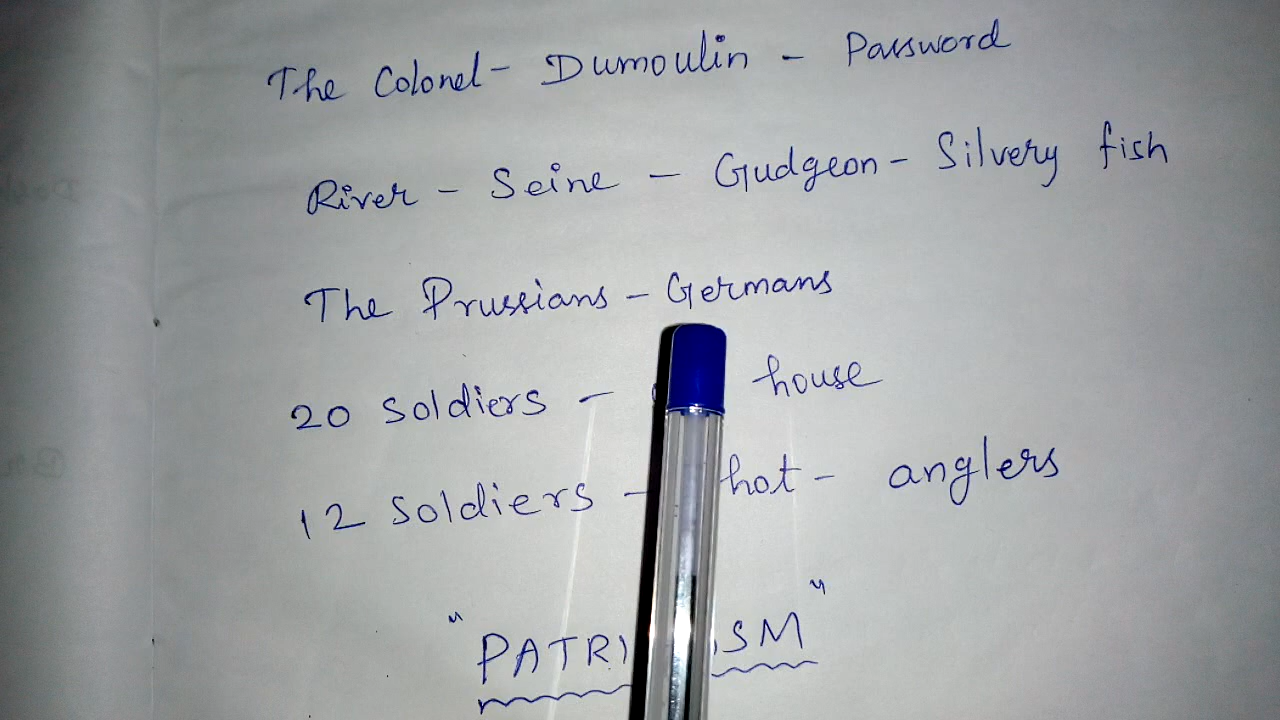 The Colonel - Dumoulin - Password
River - Seine - Gudgeon - Silvery fish
The Prussians - Germans
20 soldiers - house
12 soldiers - hot - anglers
"PATRI ISM"